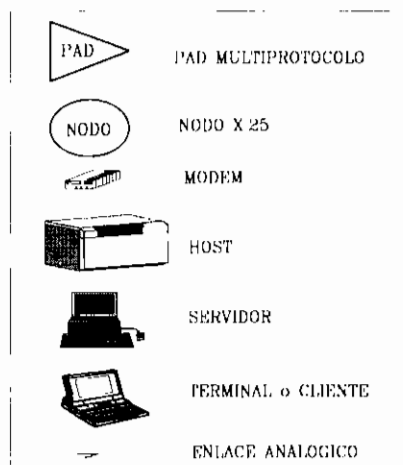 PAD PAD MULTIPROTOCOLO
NODO NODO X.25
MODEM
HOST
SERVIDOR
TERMINAL o CLIENTE
ENLACE ANALOGICO